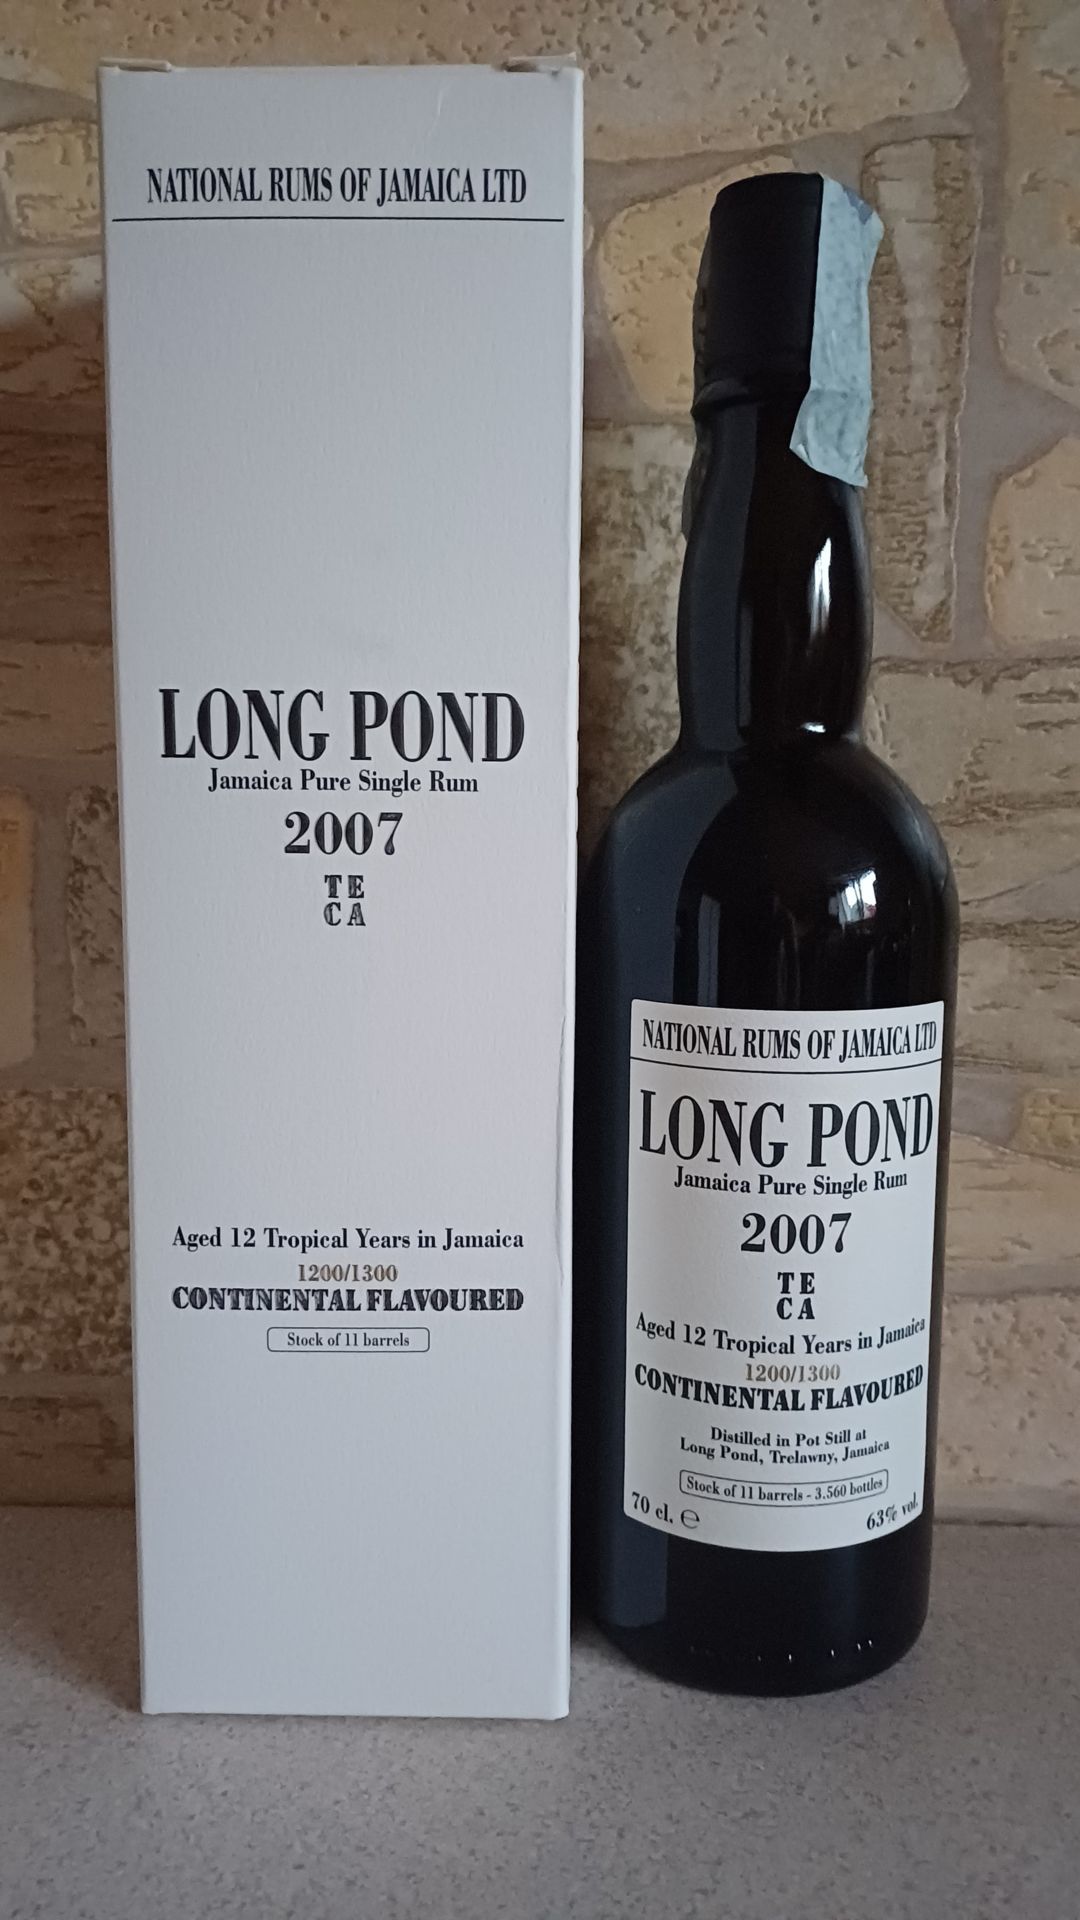 NATIONAL RUMS OF JAMAICA LTD
LONG POND
Jamaica Pure Single Rum
2007
TE
CA
Aged 12 Tropical Years in Jamaica
1200/1300
CONTINENTAL FLAVOURED
Stock of 11 barrels
NATIONAL RUMS OF JAMAICA LTD
LONG POND
Jamaica Pure Single Rum
2007
TE
CA
Aged 12 Tropical Years in Jamaica
1200/1300
CONTINENTAL FLAVOURED
Distilled in Pot Still at
Long Pond, Trelawny, Jamaica
Stock of 11 barrels - 3.560 bottles
70 cl. ℮ 63% vol.